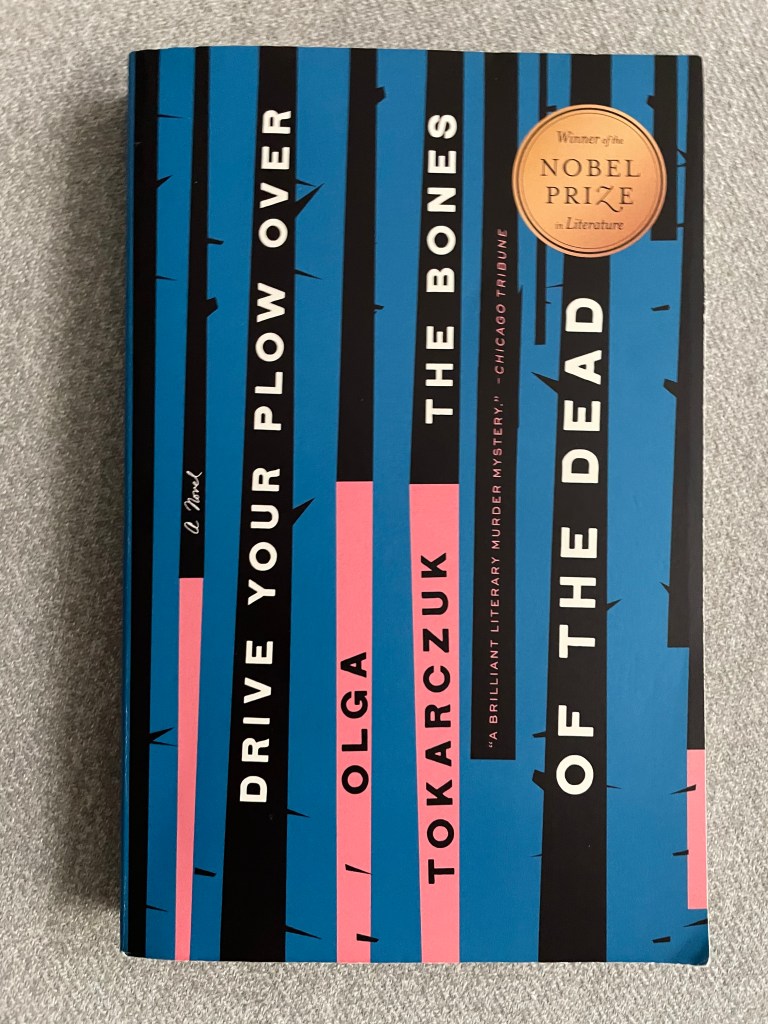 A Novel
DRIVE YOUR PLOW OVER
THE BONES
OF THE DEAD
OLGA
TOKARCZUK
"A BRILLIANT LITERARY MURDER MYSTERY." –CHICAGO TRIBUNE
Winner of the
NOBEL
PRIZE
in Literature